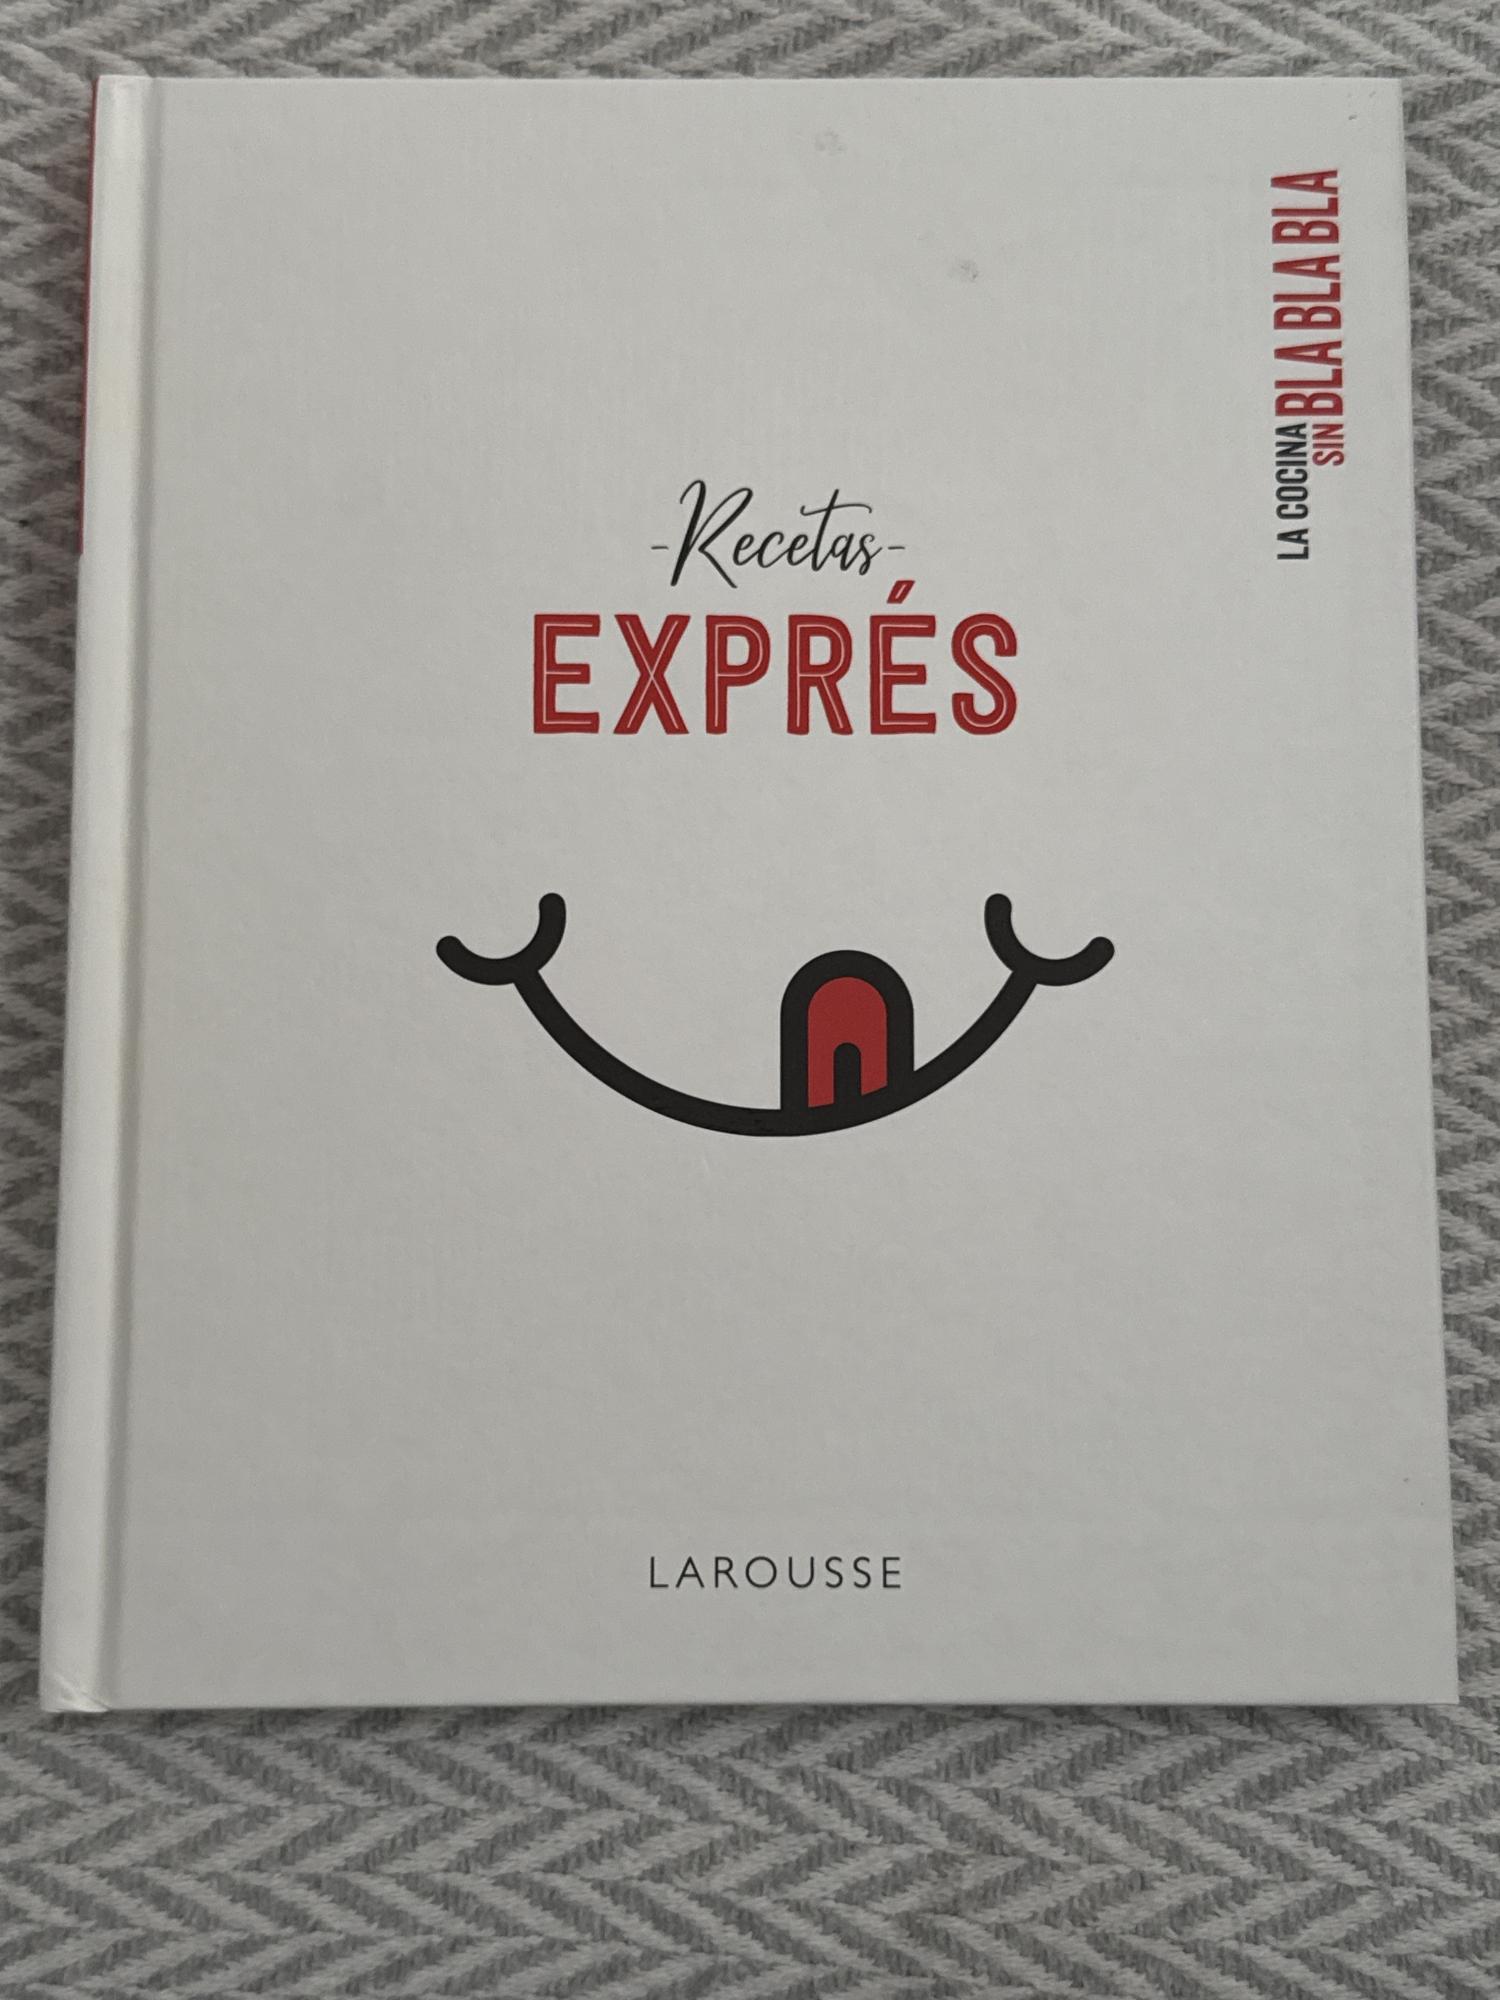 -Recetas-
EXPRÉS
LA COCINA
SIN BLA BLA BLA
LAROUSSE